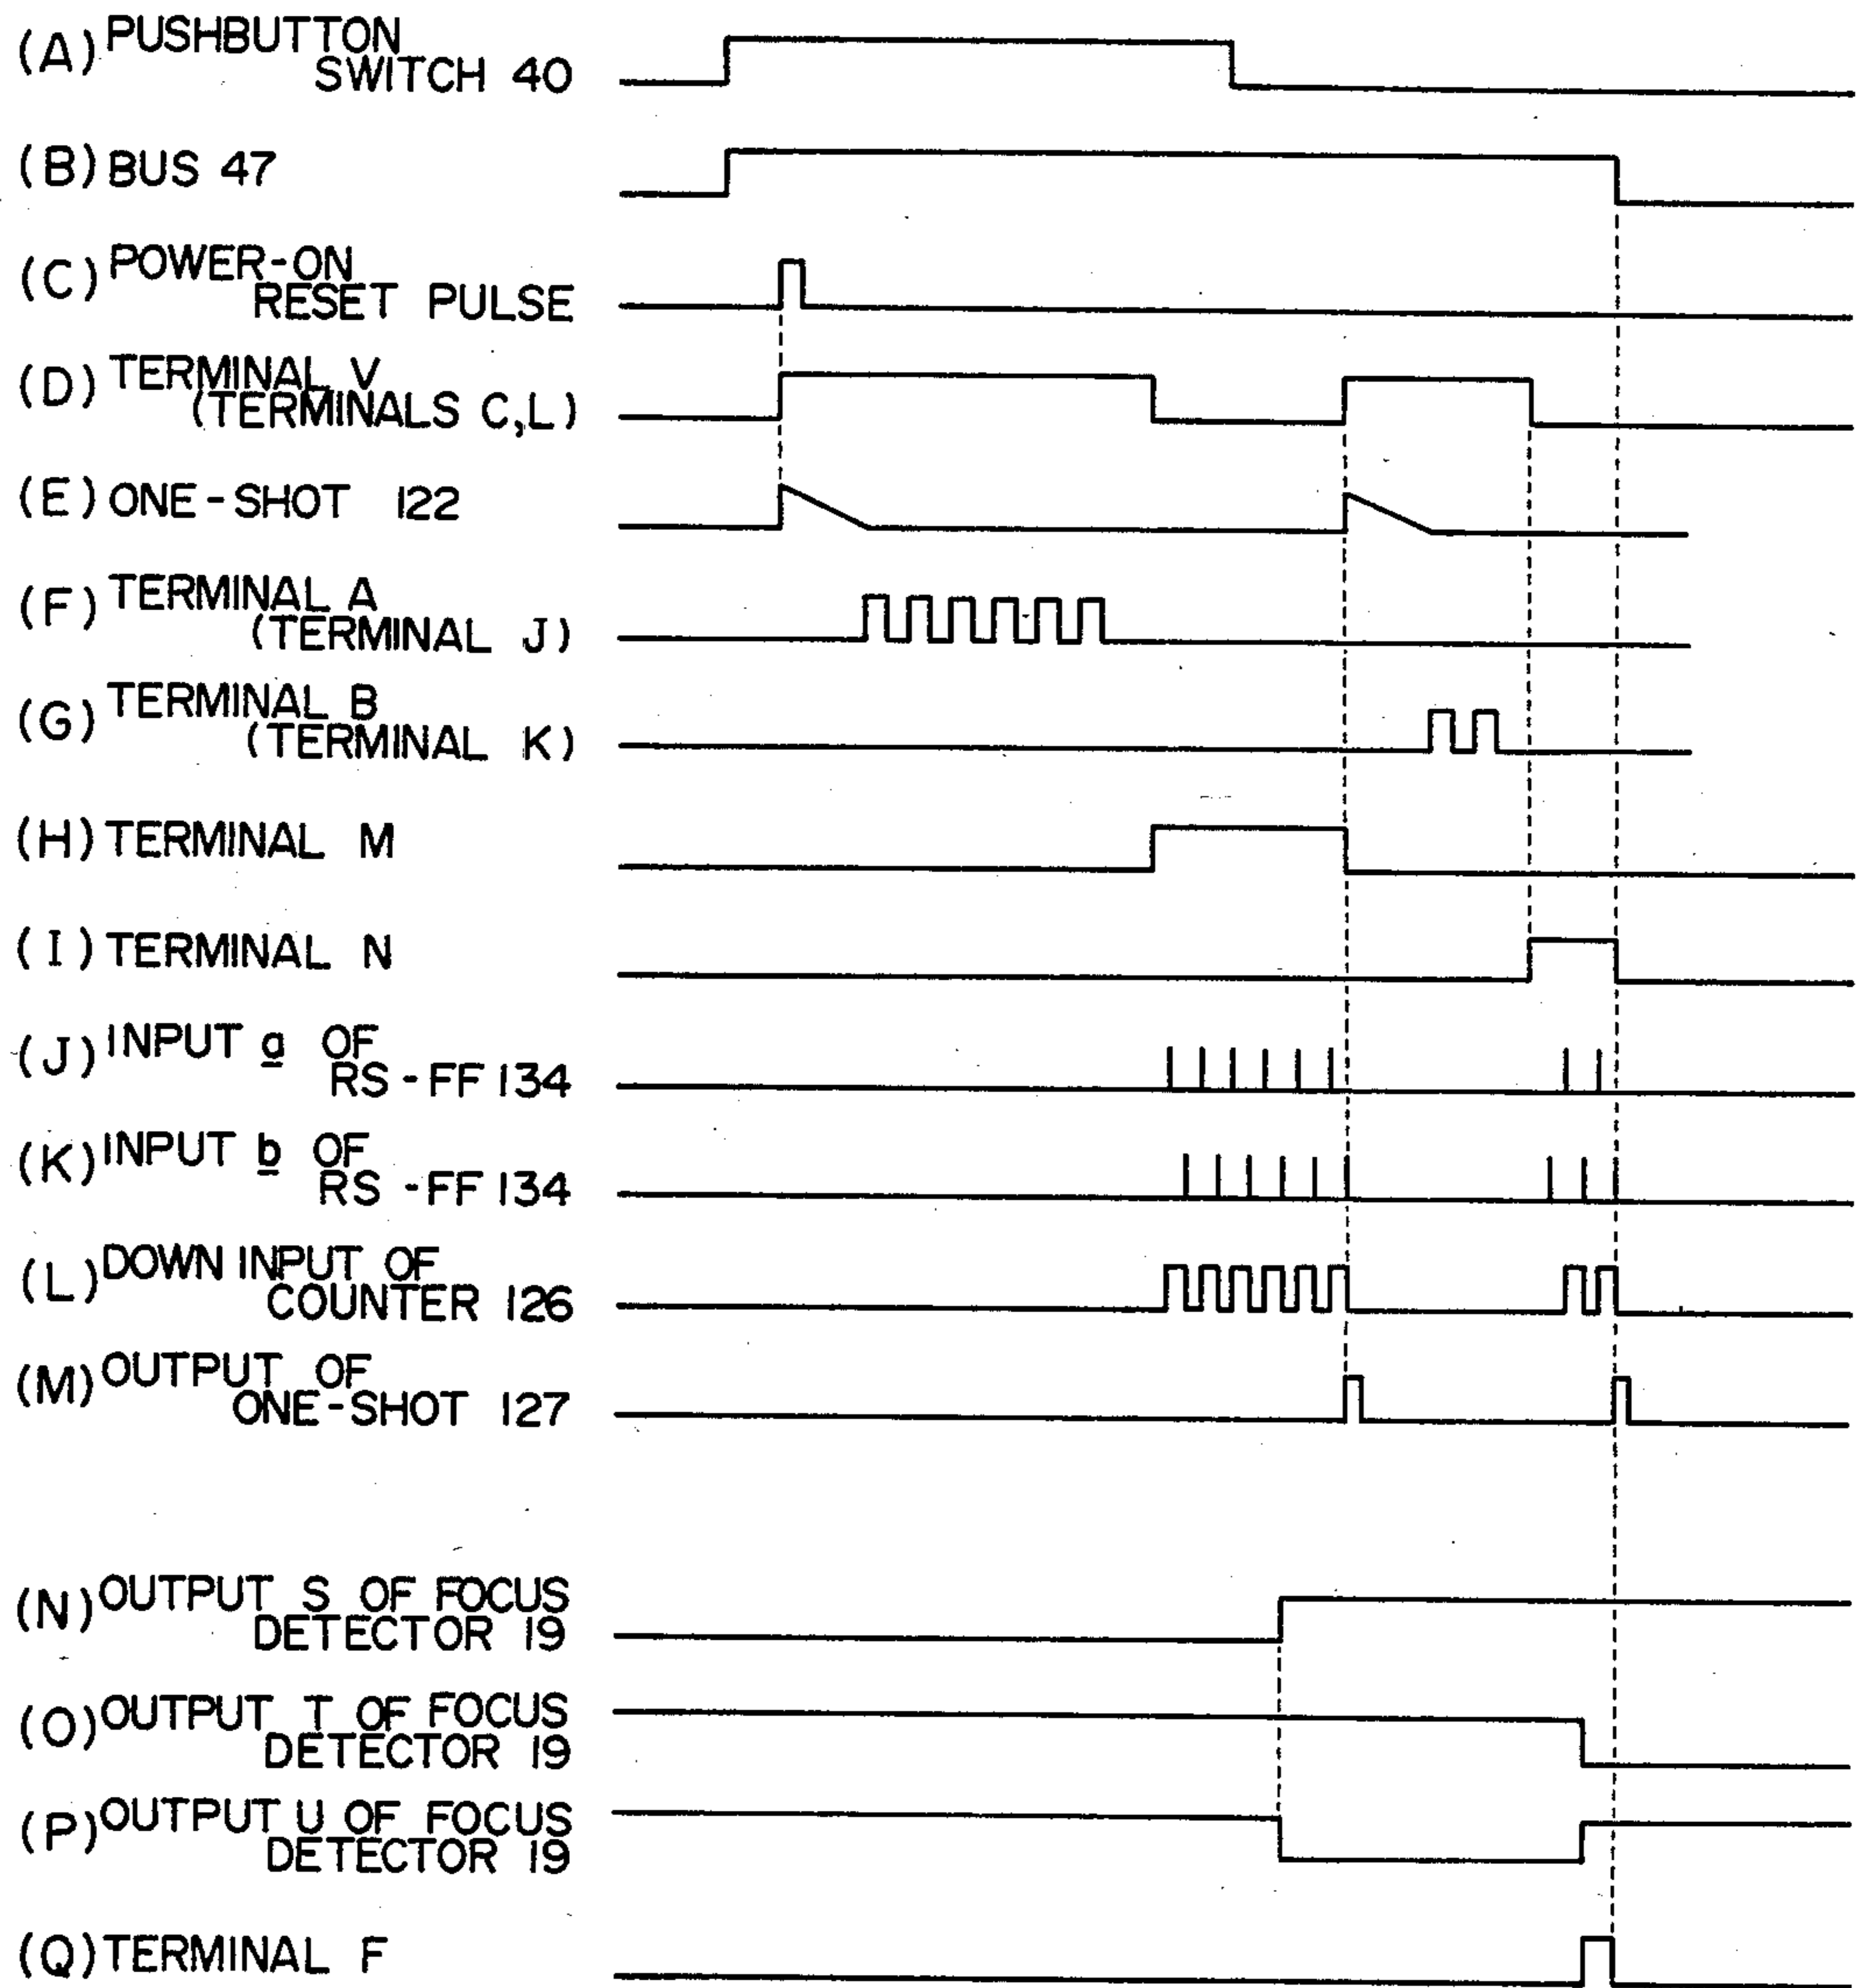 (A) PUSHBUTTON
SWITCH 40
(B) BUS 47
(C) POWER-ON
RESET PULSE
(D) TERMINAL V
(TERMINALS C,L)
(E) ONE-SHOT 122
(F) TERMINAL A
(TERMINAL J)
(G) TERMINAL B
(TERMINAL K)
(H) TERMINAL M
(I) TERMINAL N
(J) INPUT a OF
RS-FF 134
(K) INPUT b OF
RS-FF 134
(L) DOWN INPUT OF
COUNTER 126
(M) OUTPUT OF
ONE-SHOT 127
(N) OUTPUT S OF FOCUS
DETECTOR 19
(O) OUTPUT T OF FOCUS
DETECTOR 19
(P) OUTPUT U OF FOCUS
DETECTOR 19
(Q) TERMINAL F